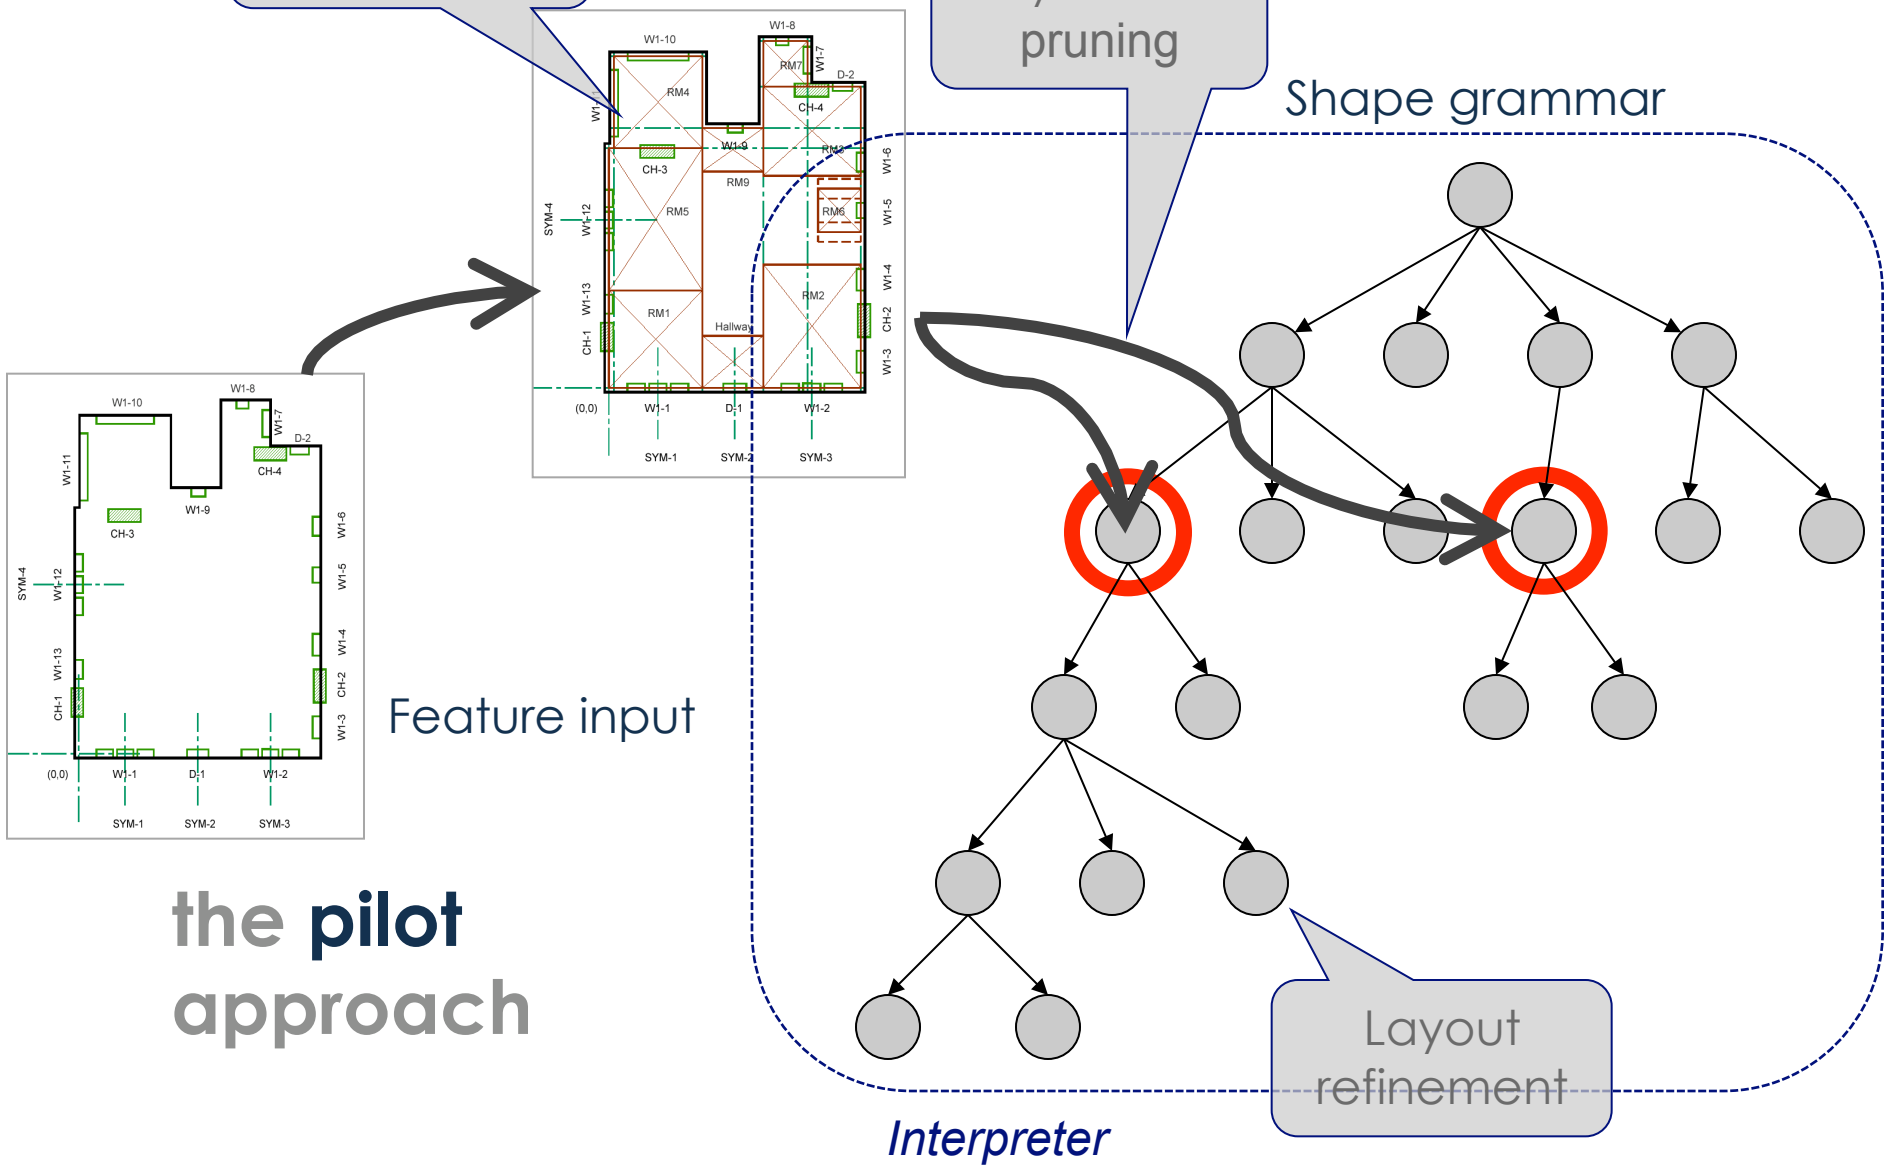 pruning
Shape grammar
W1-8
W1-10
W1-7
D-2
RM7
RM4
CH-4
W1-9
RM3
W1-6
CH-3
RM9
SYM-4
W1-12
RM5
RM6
W1-5
W1-4
W1-13
RM2
RM1
CH-1
Hallway
CH-2
W1-3
(0,0)
W1-1
D-1
W1-2
SYM-1
SYM-2
SYM-3
W1-8
W1-10
W1-7
D-2
W1-11
CH-4
W1-9
W1-6
CH-3
SYM-4
W1-12
W1-5
W1-4
W1-13
CH-2
CH-1
W1-3
(0,0)
W1-1
D-1
W1-2
SYM-1
SYM-2
SYM-3
Feature input
the pilot
approach
Layout
refinement
Interpreter